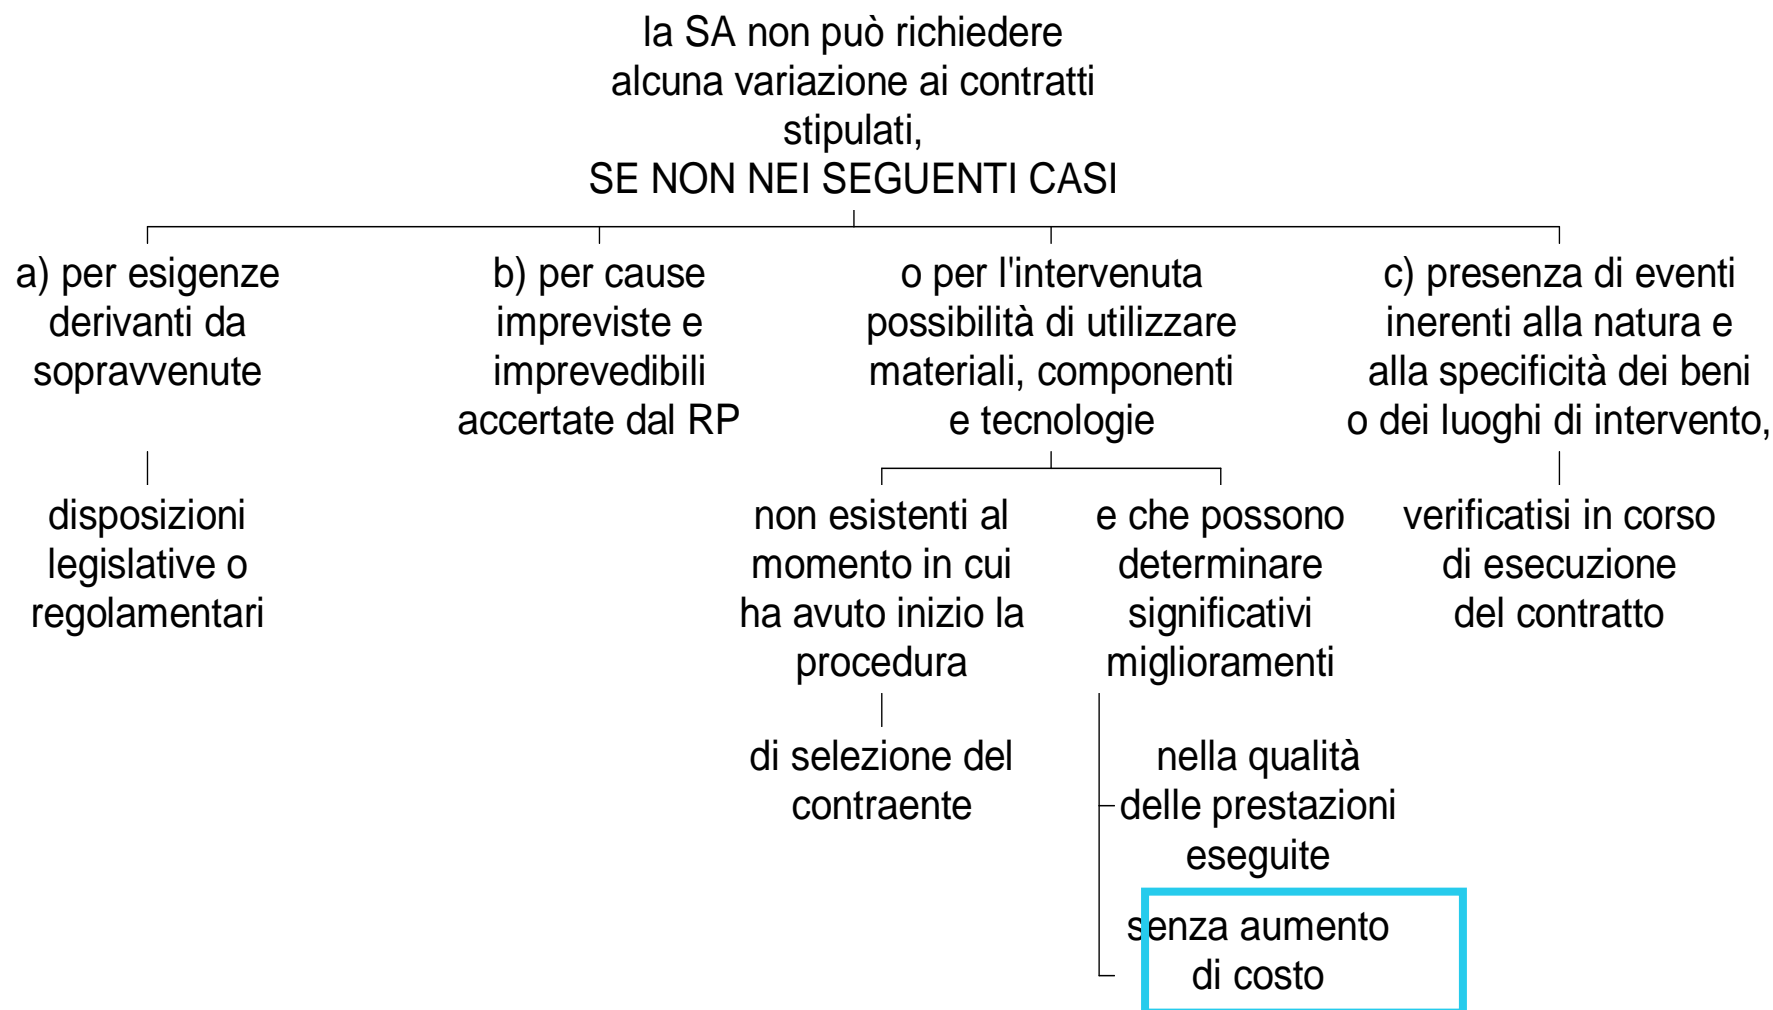 la SA non può richiedere
alcuna variazione ai contratti
stipulati,
SE NON NEI SEGUENTI CASI
a) per esigenze
derivanti da
sopravvenute
disposizioni
legislative o
regolamentari
b) per cause
impreviste e
imprevedibili
accertate dal RP
o per l'intervenuta
possibilità di utilizzare
materiali, componenti
e tecnologie
non esistenti al
momento in cui
ha avuto inizio la
procedura
di selezione del
contraente
e che possono
determinare
significativi
miglioramenti
nella qualità
delle prestazioni
eseguite
senza aumento
di costo
c) presenza di eventi
inerenti alla natura e
alla specificità dei beni
o dei luoghi di intervento,
verificatisi in corso
di esecuzione
del contratto